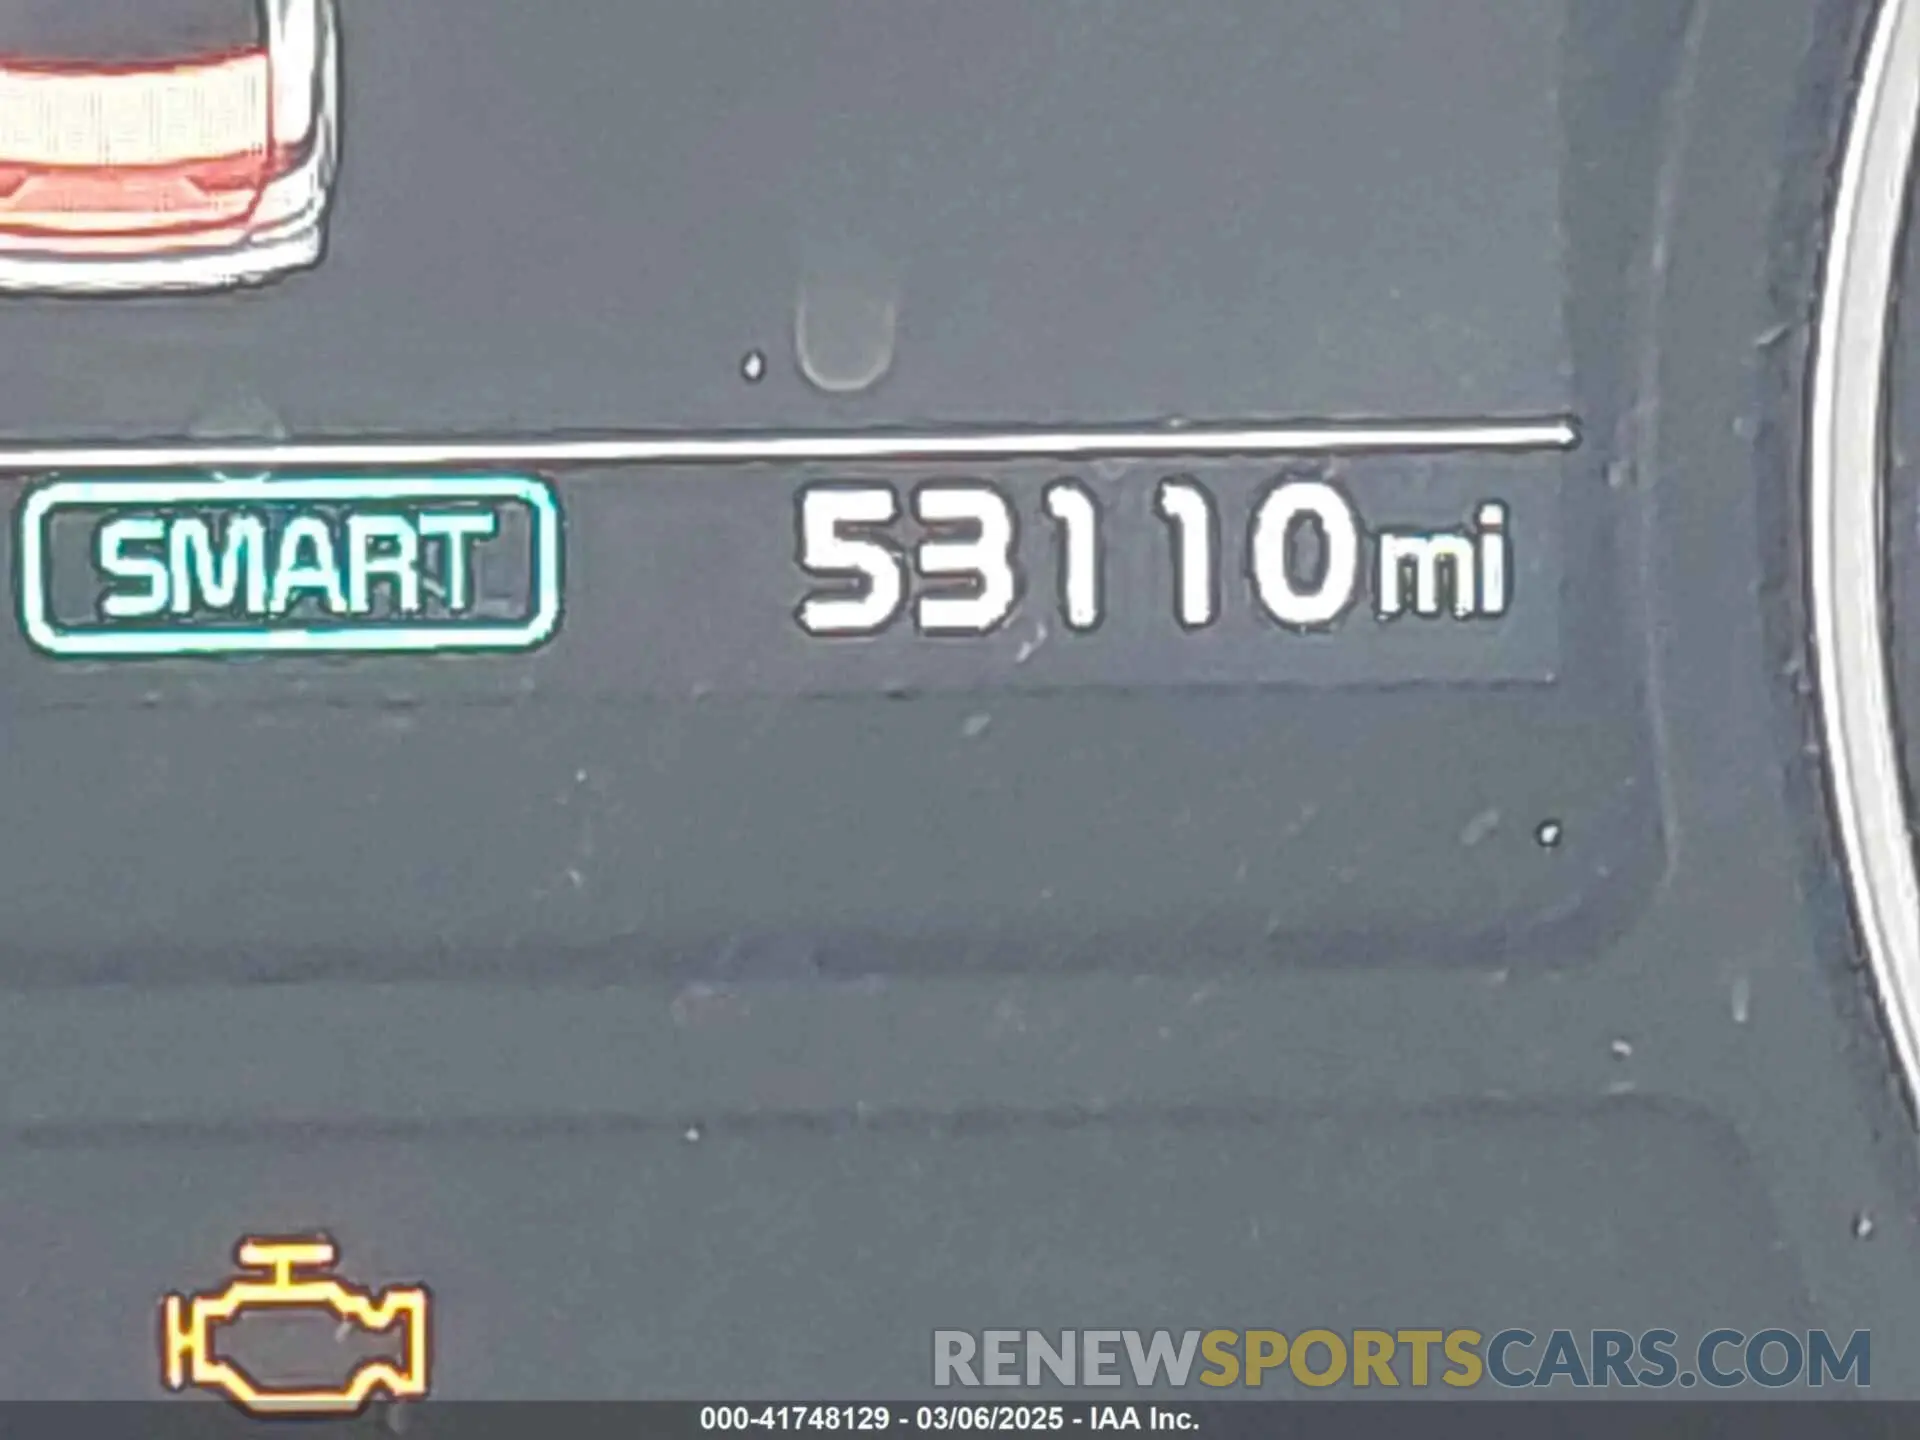 SMART 53110mi
RENEWSPORTSCARS.COM
000-41748129 - 03/06/2025 - IAA Inc.